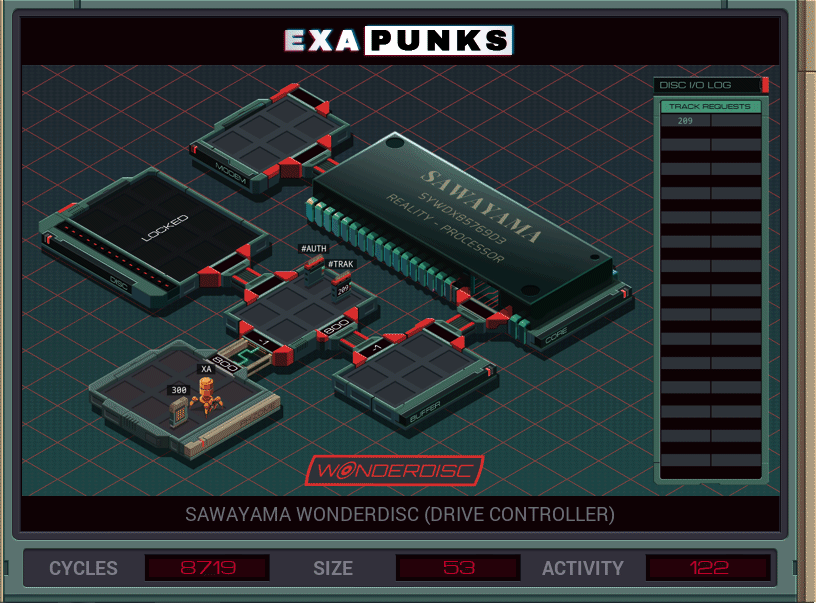 EXAPUNKS
DISC I/O LOG
TRACK REQUESTS
209
MODEM
SAWAYAMA
SYWDX85769D3
REALITY - PROCESSOR
LOCKED
DISC
#AUTH
#TRAK
209
CORE
-1
800
-1
800
XA
300
BUFFER
WONDERDISC
SAWAYAMA WONDERDISC (DRIVE CONTROLLER)
CYCLES 8719 SIZE 53 ACTIVITY 122